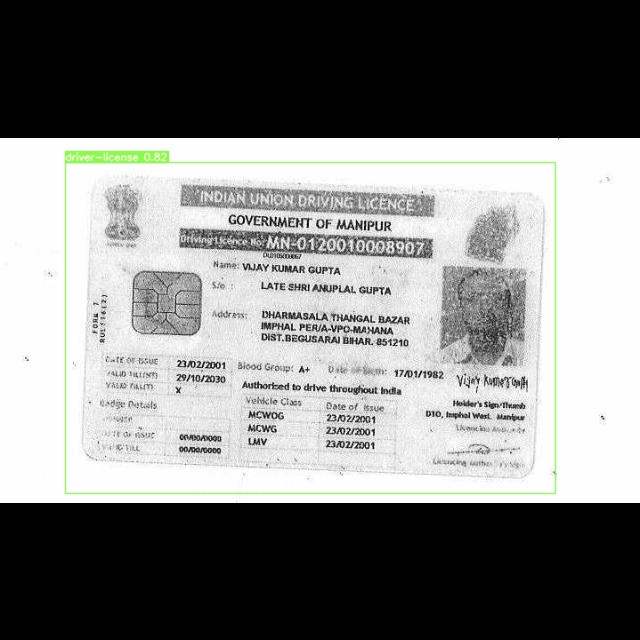 driver-license 0.82
INDIAN UNION DRIVING LICENCE
GOVERNMENT OF MANIPUR
Driving Licence No: MN-0120010008907
Name: VIJAY KUMAR GUPTA
S/o : LATE SHRI ANUPLAL GUPTA
Address: DHARMASALA THANGAL BAZAR
IMPHAL PER/A-VPO-MAHANA
DIST.BEGUSARAI BIHAR. 851210
FORM 7
RULE 16(2)
DATE OF ISSUE 23/02/2001
VALID TILL(NT) 29/10/2030
VALID TILL(T) X
Blood Group: A+ Date of Birth: 17/01/1982
Authorised to drive throughout India
Vehicle Class Date of Issue
MCWOG 23/02/2001
MCWG 23/02/2001
LMV 23/02/2001
Badge Details
DATE OF ISSUE 00/00/0000
VALID TILL 00/00/0000
Vijay Kumar Gupta
Holder's Sign/Thumb
DTO, Imphal West, Manipur
Licencing Authority
Licencing Authority's Sign